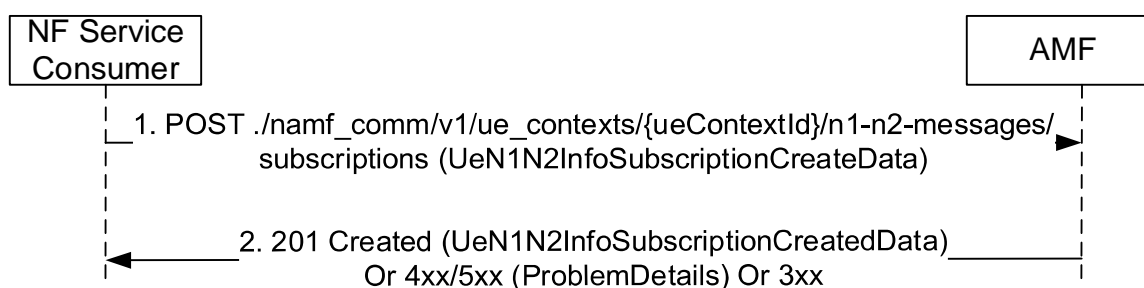 NF Service
Consumer
AMF
1. POST ./namf_comm/v1/ue_contexts/{ueContextId}/n1-n2-messages/
subscriptions (UeN1N2InfoSubscriptionCreateData)
2. 201 Created (UeN1N2InfoSubscriptionCreatedData)
Or 4xx/5xx (ProblemDetails) Or 3xx